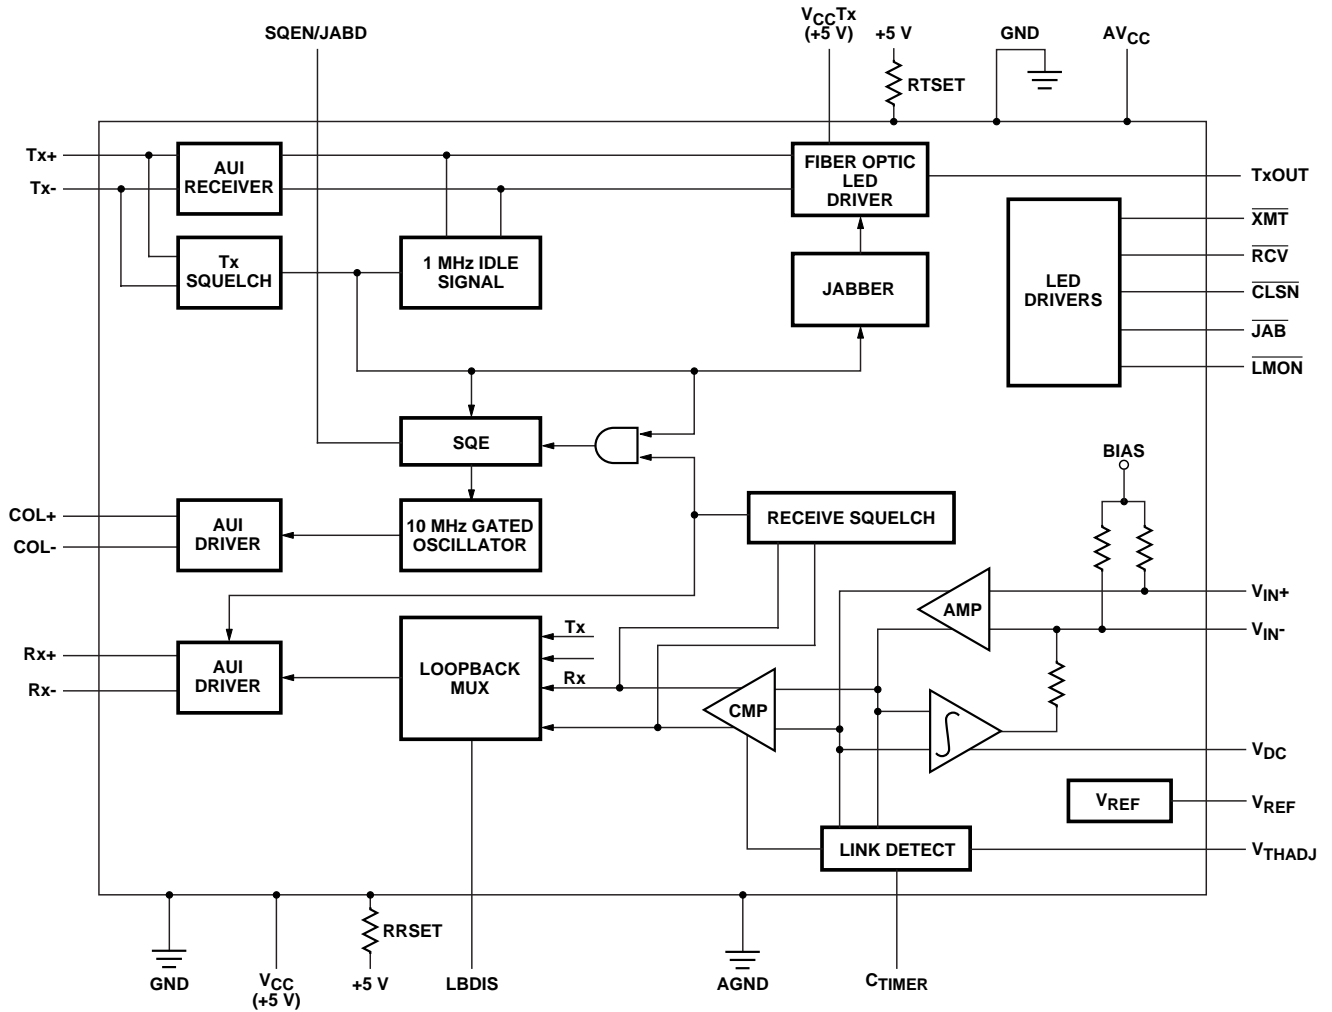 SQEN/JABD
VCCTx
(+5 V)
+5 V
GND
AVCC
RTSET
Tx+
Tx-
AUI
RECEIVER
FIBER OPTIC
LED
DRIVER
TxOUT
Tx
SQUELCH
1 MHz IDLE
SIGNAL
JABBER
LED
DRIVERS
XMT
RCV
CLSN
JAB
LMON
SQE
BIAS
COL+
COL-
AUI
DRIVER
10 MHz GATED
OSCILLATOR
RECEIVE SQUELCH
AMP
VIN+
VIN-
Rx+
Rx-
AUI
DRIVER
LOOPBACK
MUX
Tx
Rx
CMP
∫
VDC
VREF
VREF
LINK DETECT
VTHADJ
RRSET
GND
VCC
(+5 V)
+5 V
LBDIS
AGND
CTIMER